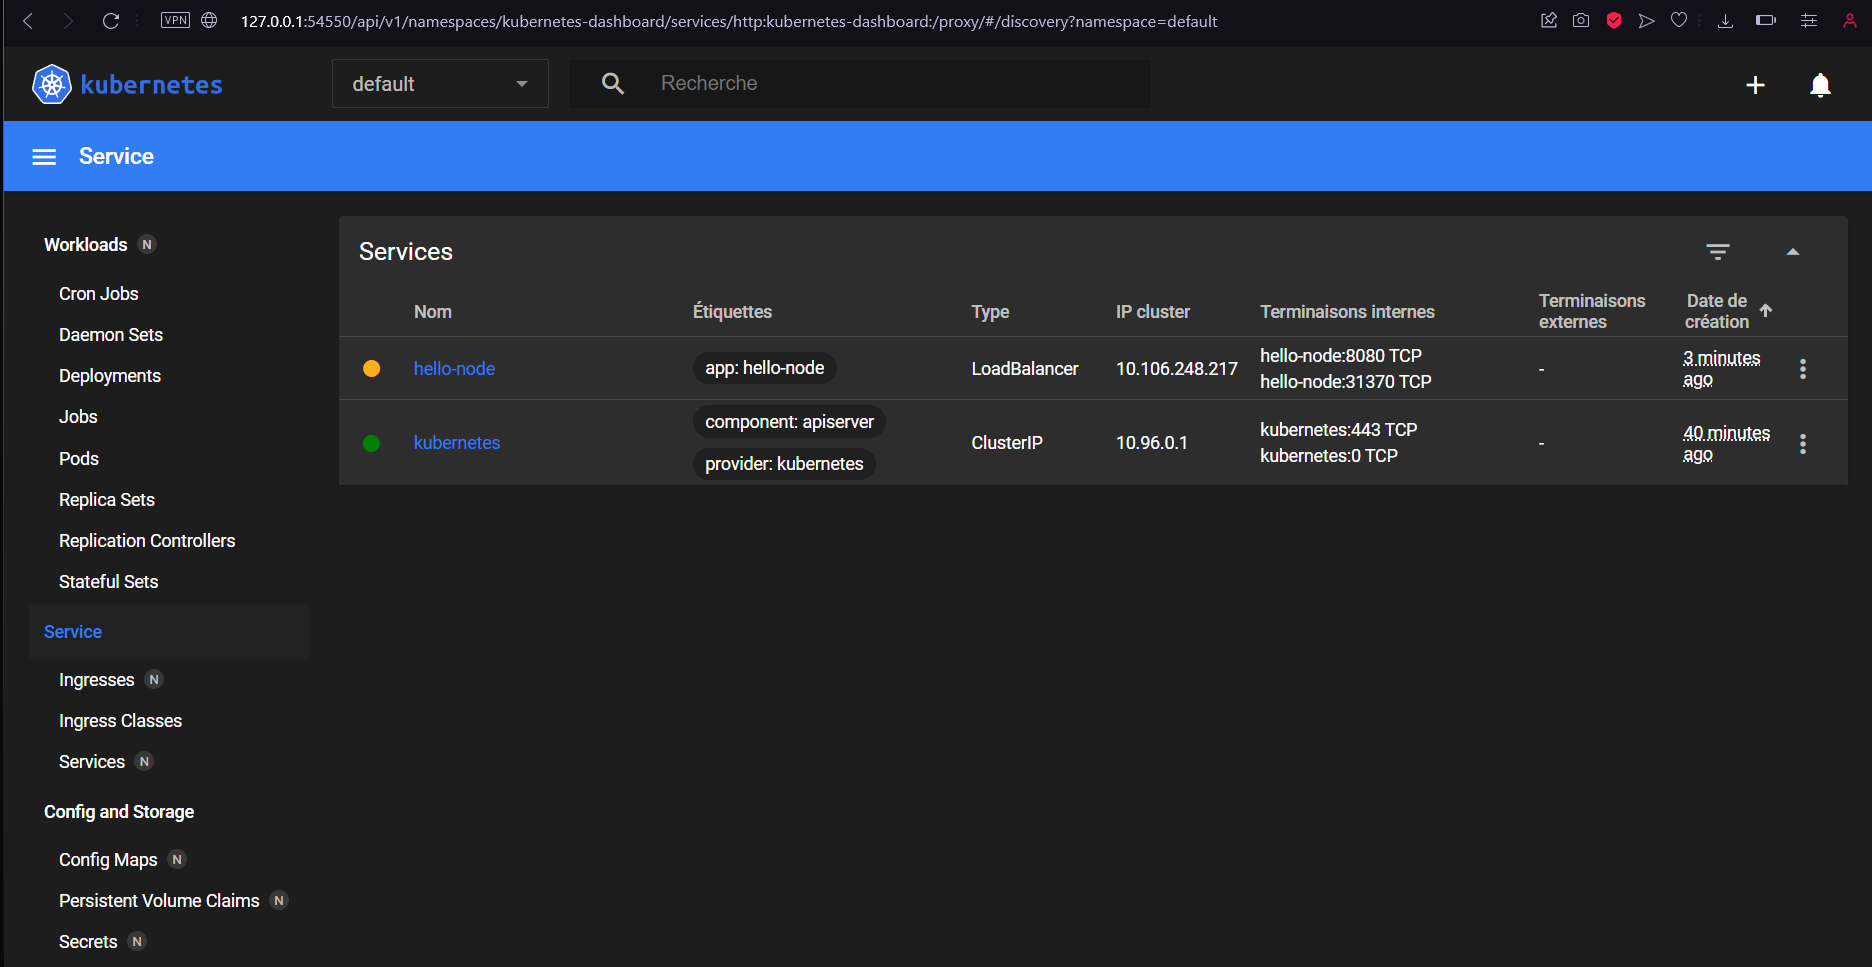 VPN
127.0.0.1:54550/api/v1/namespaces/kubernetes-dashboard/services/http:kubernetes-dashboard:/proxy/#/discovery?namespace=default
kubernetes
default
Recherche
Service
Workloads N
Cron Jobs
Daemon Sets
Deployments
Jobs
Pods
Replica Sets
Replication Controllers
Stateful Sets
Service
Ingresses N
Ingress Classes
Services N
Config and Storage
Config Maps N
Persistent Volume Claims N
Secrets N
Services
Nom
Étiquettes
Type
IP cluster
Terminaisons internes
Terminaisons
externes
Date de
création
hello-node
app: hello-node
LoadBalancer
10.106.248.217
hello-node:8080 TCP
hello-node:31370 TCP
-
3 minutes
ago
kubernetes
component: apiserver
provider: kubernetes
ClusterIP
10.96.0.1
kubernetes:443 TCP
kubernetes:0 TCP
-
40 minutes
ago